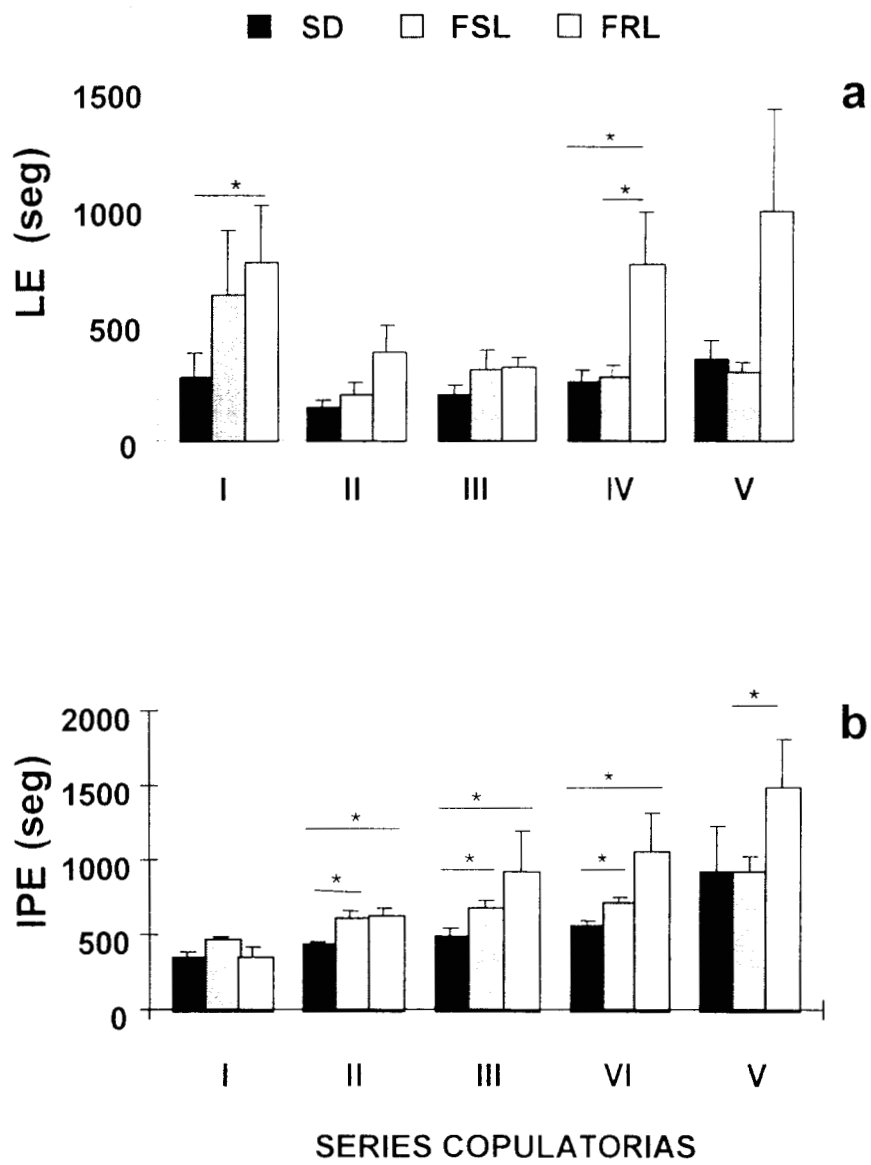 SD FSL FRL
a
1500
1000
500
0
LE (seg)
* * *
I II III IV V
b
2000
1500
1000
500
0
IPE (seg)
* * * * * * *
I II III VI V
SERIES COPULATORIAS